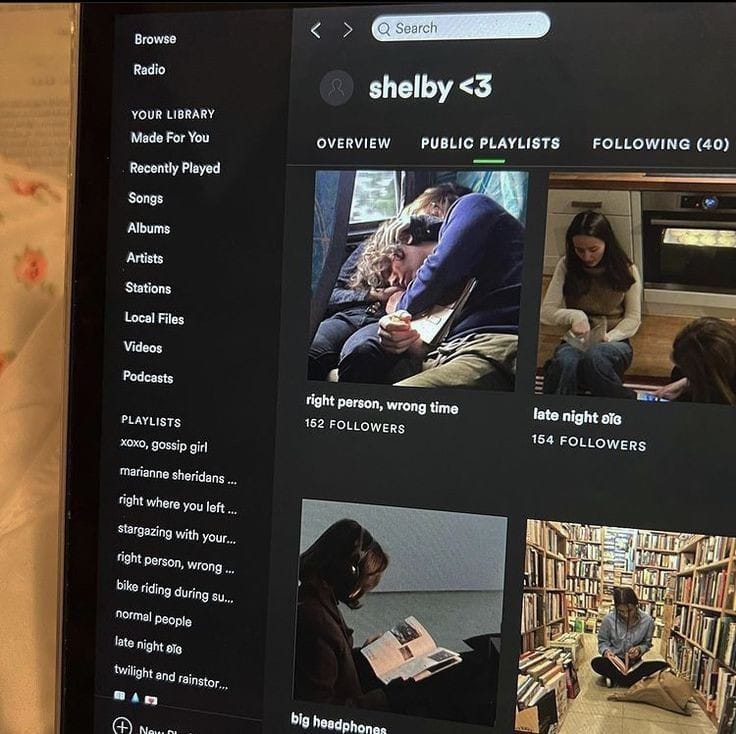 Browse
Radio
YOUR LIBRARY
Made For You
Recently Played
Songs
Albums
Artists
Stations
Local Files
Videos
Podcasts
PLAYLISTS
xoxo, gossip girl
marianne sheridans ...
right where you left ...
stargazing with your...
right person, wrong ...
bike riding during su...
normal people
late night ʚĭɞ
twilight and rainstor...
New
Search
shelby <3
OVERVIEW PUBLIC PLAYLISTS FOLLOWING (40)
right person, wrong time
152 FOLLOWERS
late night ʚĭɞ
154 FOLLOWERS
big headphones